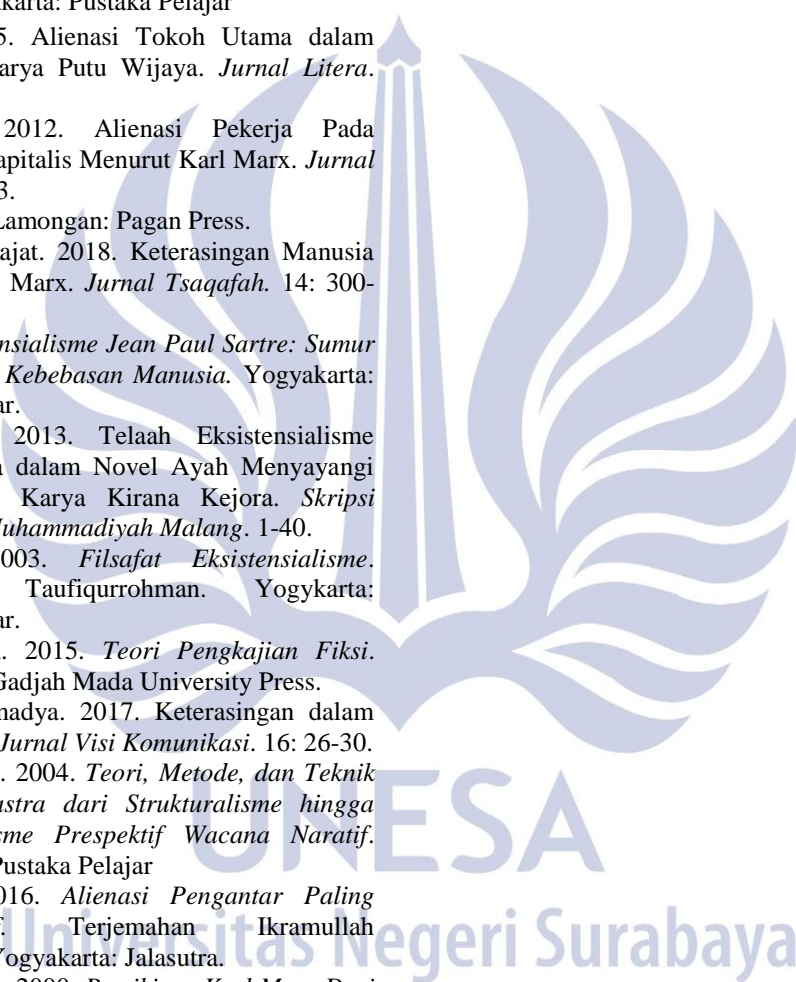 akarta: Pustaka Pelajar
5. Alienasi Tokoh Utama dalam
arya Putu Wijaya. Jurnal Litera.
2012. Alienasi Pekerja Pada
apitalis Menurut Karl Marx. Jurnal
3.
Lamongan: Pagan Press.
ajat. 2018. Keterasingan Manusia
Marx. Jurnal Tsaqafah. 14: 300-
nsialisme Jean Paul Sartre: Sumur
Kebebasan Manusia. Yogyakarta:
ar.
2013. Telaah Eksistensialisme
a dalam Novel Ayah Menyayangi
Karya Kirana Kejora. Skripsi
Muhammadiyah Malang. 1-40.
2003. Filsafat Eksistensialisme.
Taufiqurrohman. Yogykarta:
ar.
. 2015. Teori Pengkajian Fiksi.
Gadjah Mada University Press.
madya. 2017. Keterasingan dalam
Jurnal Visi Komunikasi. 16: 26-30.
. 2004. Teori, Metode, dan Teknik
astra dari Strukturalisme hingga
sme Prespektif Wacana Naratif.
Pustaka Pelajar
016. Alienasi Pengantar Paling
f. Terjemahan Ikramullah
Yogyakarta: Jalasutra.
UNESA
Universitas Negeri Surabaya